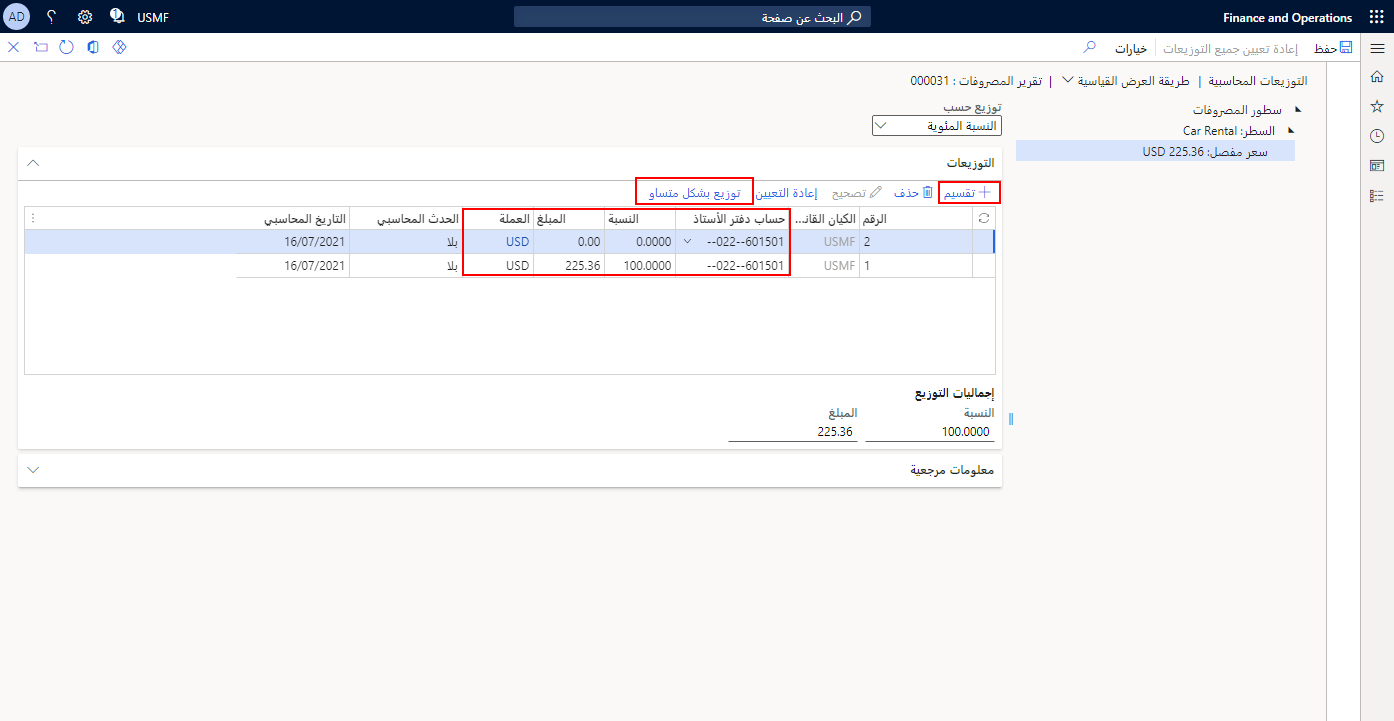 Finance and Operations
البحث عن صفحة
USMF
1
AD
حفظ
إعادة تعيين جميع التوزيعات
خيارات
التوزيعات المحاسبية | طريقة العرض القياسية | تقرير المصروفات : 000031
سطور المصروفات
السطر: Car Rental
سعر مفصل: USD 225.36
توزيع حسب
النسبة المئوية
التوزيعات
تقسيم
حذف
تصحيح
إعادة التعيين
توزيع بشكل متساو
الرقم الكيان القان... حساب دفتر الأستاذ النسبة المبلغ العملة الحدث المحاسبي التاريخ المحاسبي
2 USMF 601501--022-- 0.0000 0.00 USD بلا 16/07/2021
1 USMF 601501--022-- 100.0000 225.36 USD بلا 16/07/2021
إجماليات التوزيع
النسبة المبلغ
100.0000 225.36
معلومات مرجعية